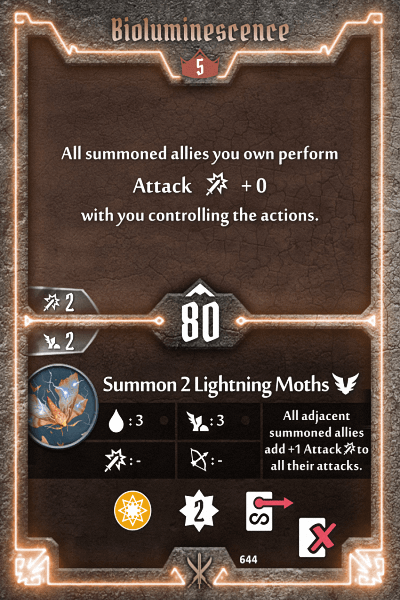 Bioluminescence
5
All summoned allies you own perform
Attack + 0
with you controlling the actions.
2
80
2
Summon 2 Lightning Moths
: 3
: 3
: -
: -
All adjacent
summoned allies
add +1 Attack to
all their attacks.
2
S
644